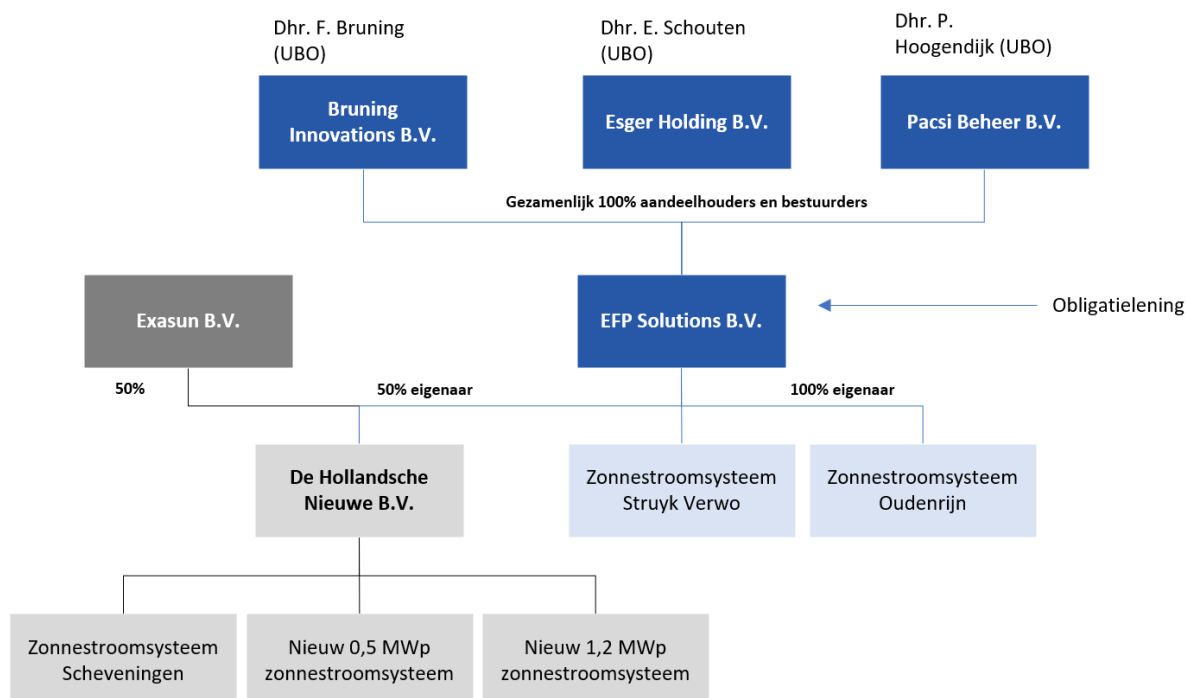 Dhr. F. Bruning
(UBO)
Dhr. E. Schouten
(UBO)
Dhr. P.
Hoogendijk (UBO)
Bruning
Innovations B.V.
Esger Holding B.V.
Pacsi Beheer B.V.
Gezamenlijk 100% aandeelhouders en bestuurders
Exasun B.V.
EFP Solutions B.V.
Obligatielening
50%
50% eigenaar
100% eigenaar
De Hollandsche
Nieuwe B.V.
Zonnestroomsysteem
Struyk Verwo
Zonnestroomsysteem
Oudenrijn
Zonnestroomsysteem
Scheveningen
Nieuw 0,5 MWp
zonnestroomsysteem
Nieuw 1,2 MWp
zonnestroomsysteem